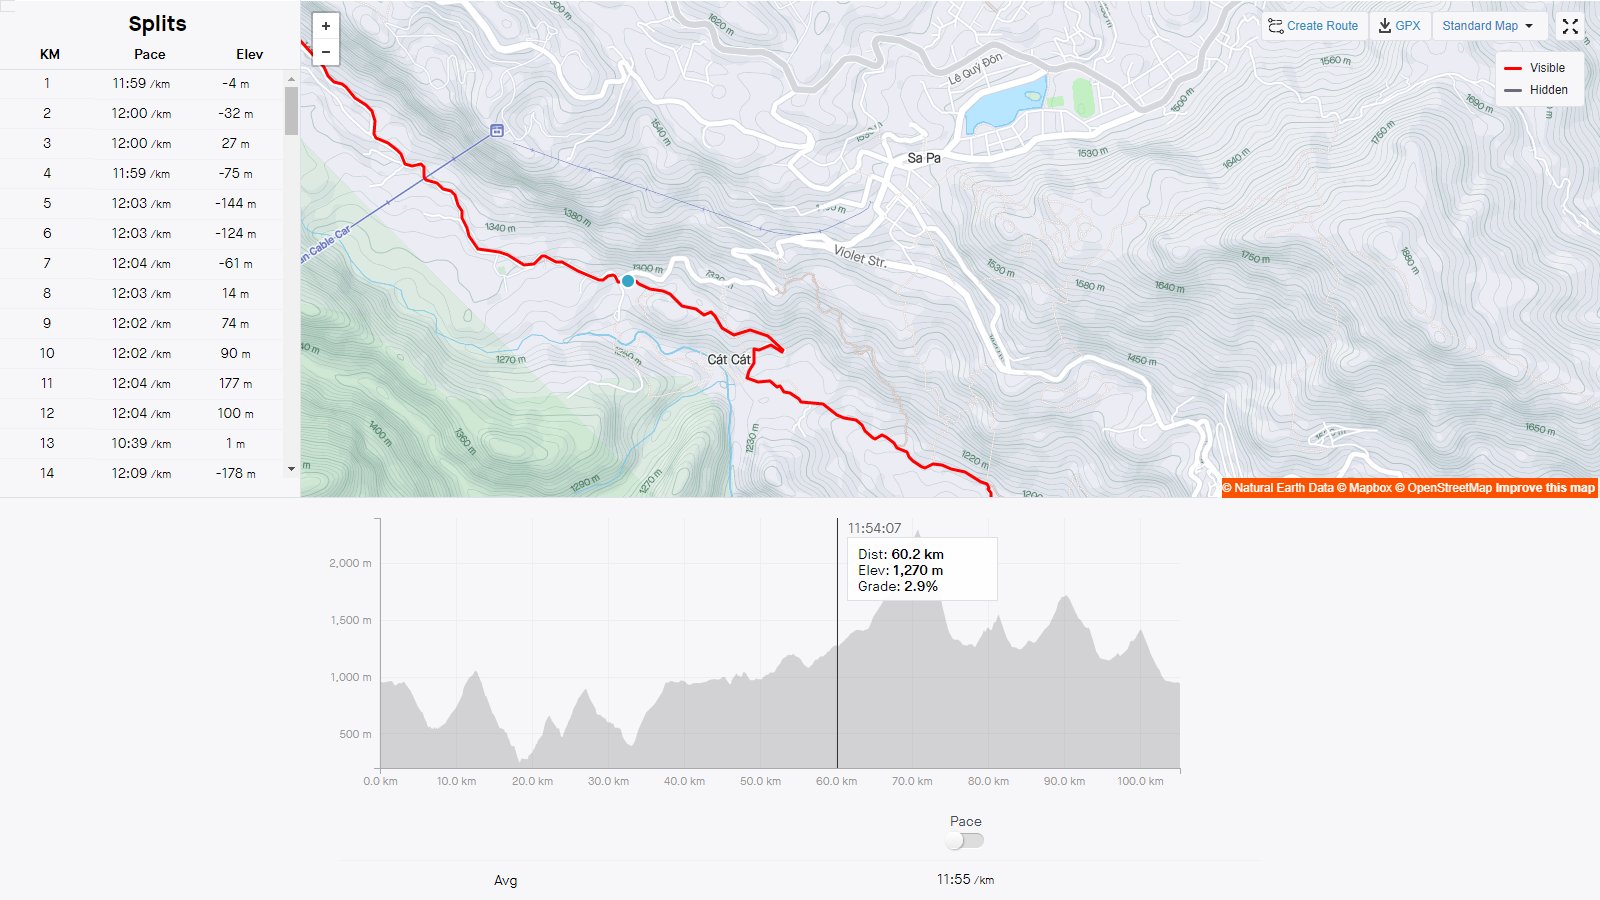 Splits
KM Pace Elev
1 11:59 /km -4 m
2 12:00 /km -32 m
3 12:00 /km 27 m
4 11:59 /km -75 m
5 12:03 /km -144 m
6 12:03 /km -124 m
7 12:04 /km -61 m
8 12:03 /km 14 m
9 12:02 /km 74 m
10 12:02 /km 90 m
11 12:04 /km 177 m
12 12:04 /km 100 m
13 10:39 /km 1 m
14 12:09 /km -178 m
+
−
Create Route
GPX
Standard Map
Visible
Hidden
1620 m
Lê Quý Đôn
1560 m
1690 m
1500 m
1750 m
1540 m
1530 m
1640 m
Sa Pa
1380 m
1340 m
Cable Car
Violet Str.
1300 m
1530 m
1750 m
1880 m
1580 m
1640 m
1270 m
1250 m
Cát Cát
1450 m
1400 m
1360 m
1230 m
1220 m
1650 m
1290 m
1270 m
© Natural Earth Data © Mapbox © OpenStreetMap Improve this map
11:54:07
Dist: 60.2 km
Elev: 1,270 m
Grade: 2.9%
2,000 m
1,500 m
1,000 m
500 m
0.0 km 10.0 km 20.0 km 30.0 km 40.0 km 50.0 km 60.0 km 70.0 km 80.0 km 90.0 km 100.0 km
Pace
Avg 11:55 /km